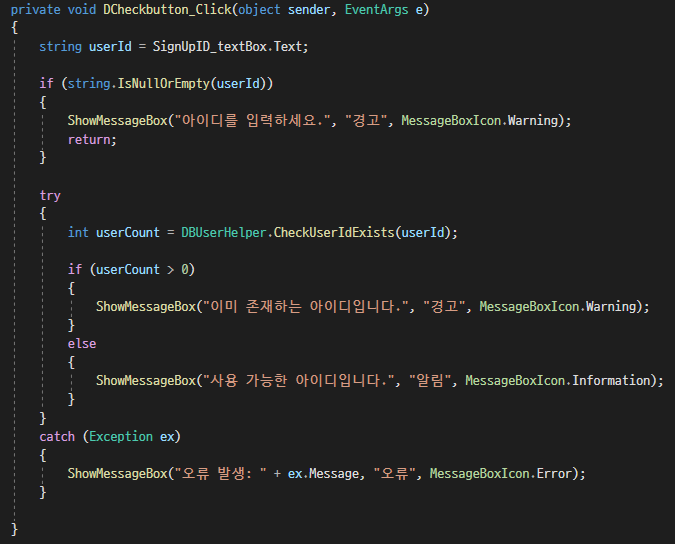 private void DCheckbutton_Click(object sender, EventArgs e)
{
string userId = SignUpID_textBox.Text;
if (string.IsNullOrEmpty(userId))
{
ShowMessageBox("아이디를 입력하세요.", "경고", MessageBoxIcon.Warning);
return;
}
try
{
int userCount = DBUserHelper.CheckUserIdExists(userId);
if (userCount > 0)
{
ShowMessageBox("이미 존재하는 아이디입니다.", "경고", MessageBoxIcon.Warning);
}
else
{
ShowMessageBox("사용 가능한 아이디입니다.", "알림", MessageBoxIcon.Information);
}
}
catch (Exception ex)
{
ShowMessageBox("오류 발생: " + ex.Message, "오류", MessageBoxIcon.Error);
}
}